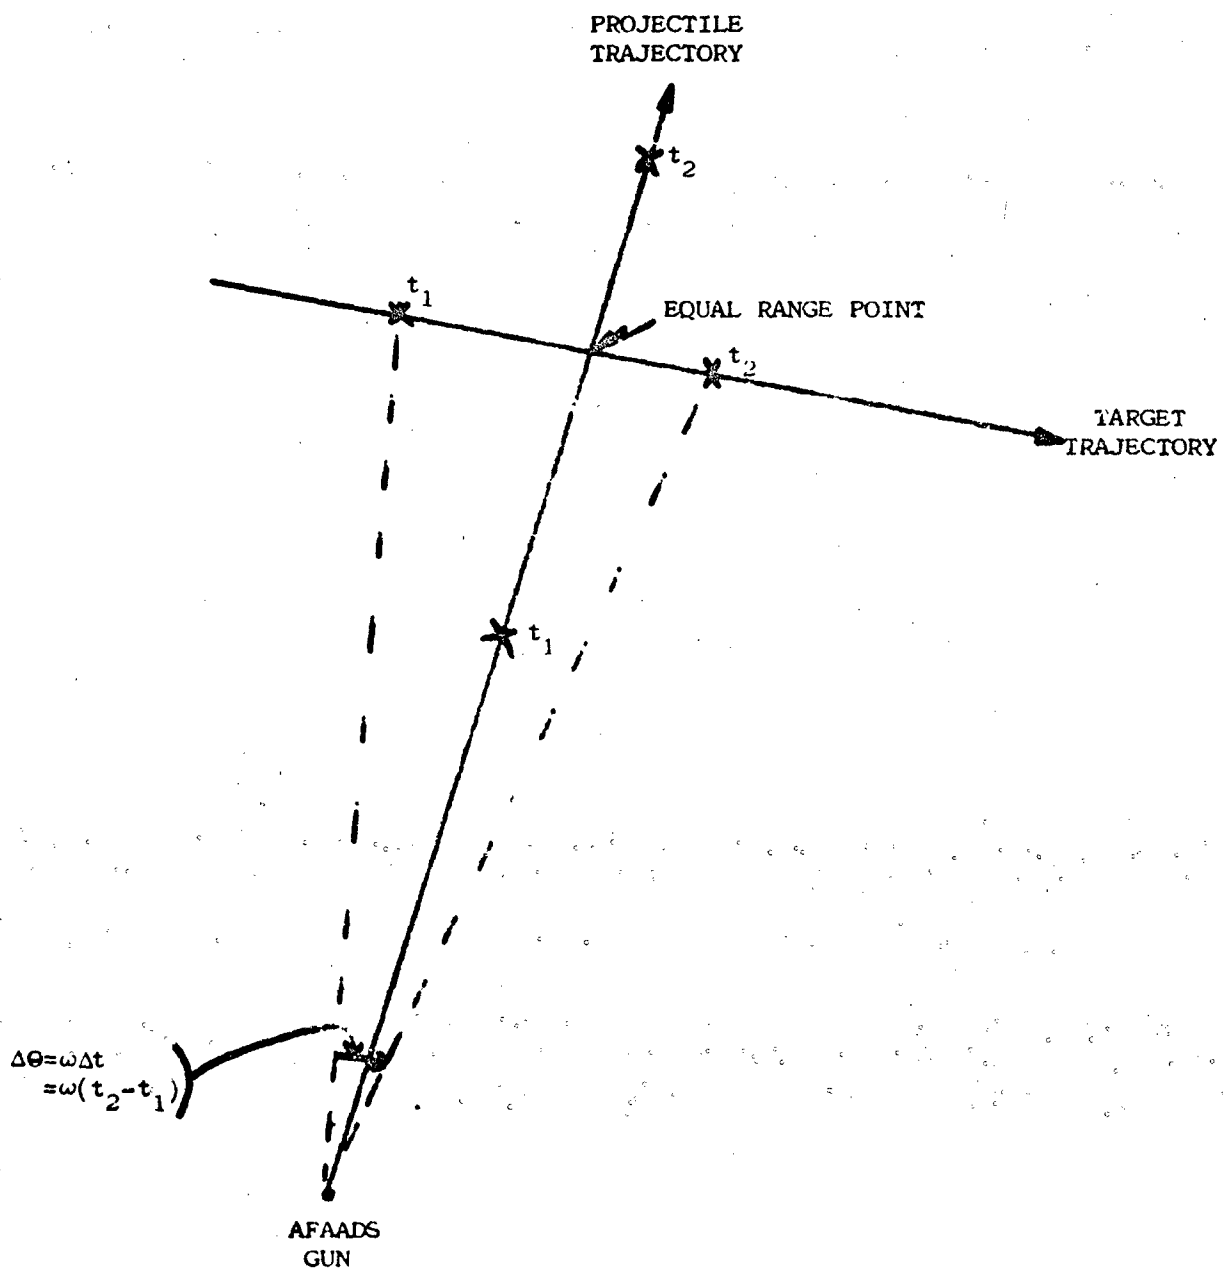 PROJECTILE
TRAJECTORY
t2
t1
EQUAL RANGE POINT
t2
TARGET
TRAJECTORY
t1
ΔΘ=ωΔt
=ω(t2-t1)
AFAADS
GUN